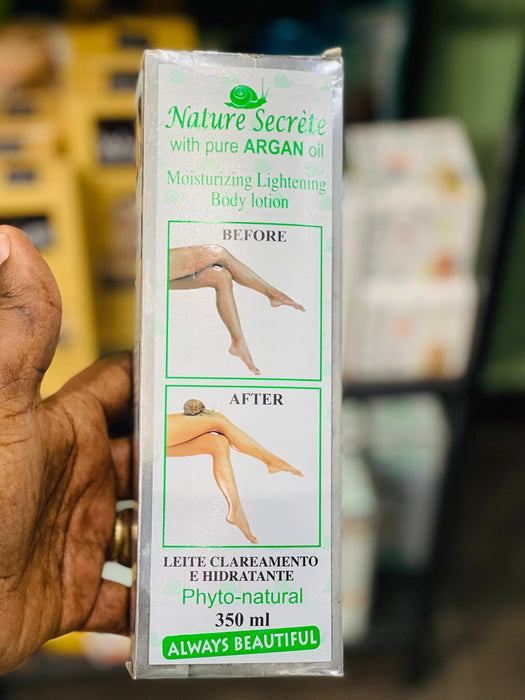 Nature Secrète
with pure ARGAN oil
Moisturizing Lightening
Body lotion
BEFORE
AFTER
LEITE CLAREAMENTO
E HIDRATANTE
Phyto-natural
350 ml
ALWAYS BEAUTIFUL